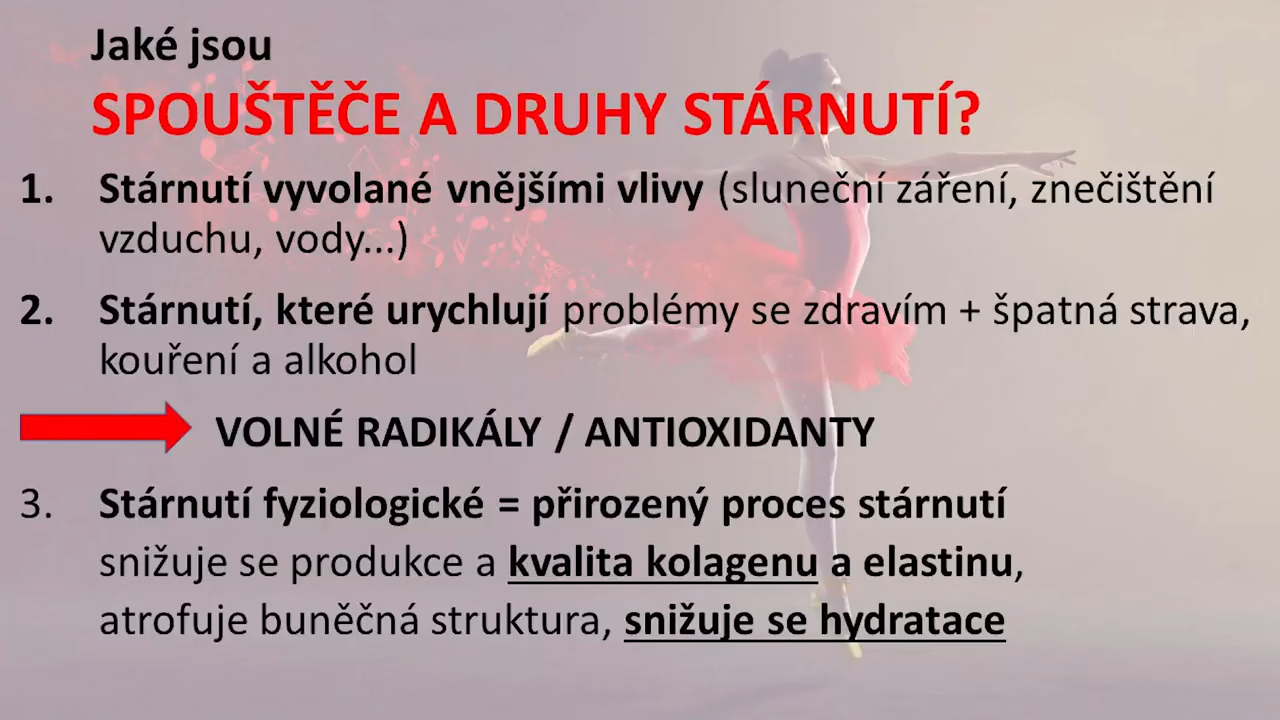 Jaké jsou
SPOUŠTĚČE A DRUHY STÁRNUTÍ?
1. Stárnutí vyvolané vnějšími vlivy (sluneční záření, znečištění
vzduchu, vody...)
2. Stárnutí, které urychlují problémy se zdravím + špatná strava,
kouření a alkohol
VOLNÉ RADIKÁLY / ANTIOXIDANTY
3. Stárnutí fyziologické = přirozený proces stárnutí
snižuje se produkce a kvalita kolagenu a elastinu,
atrofuje buněčná struktura, snižuje se hydratace